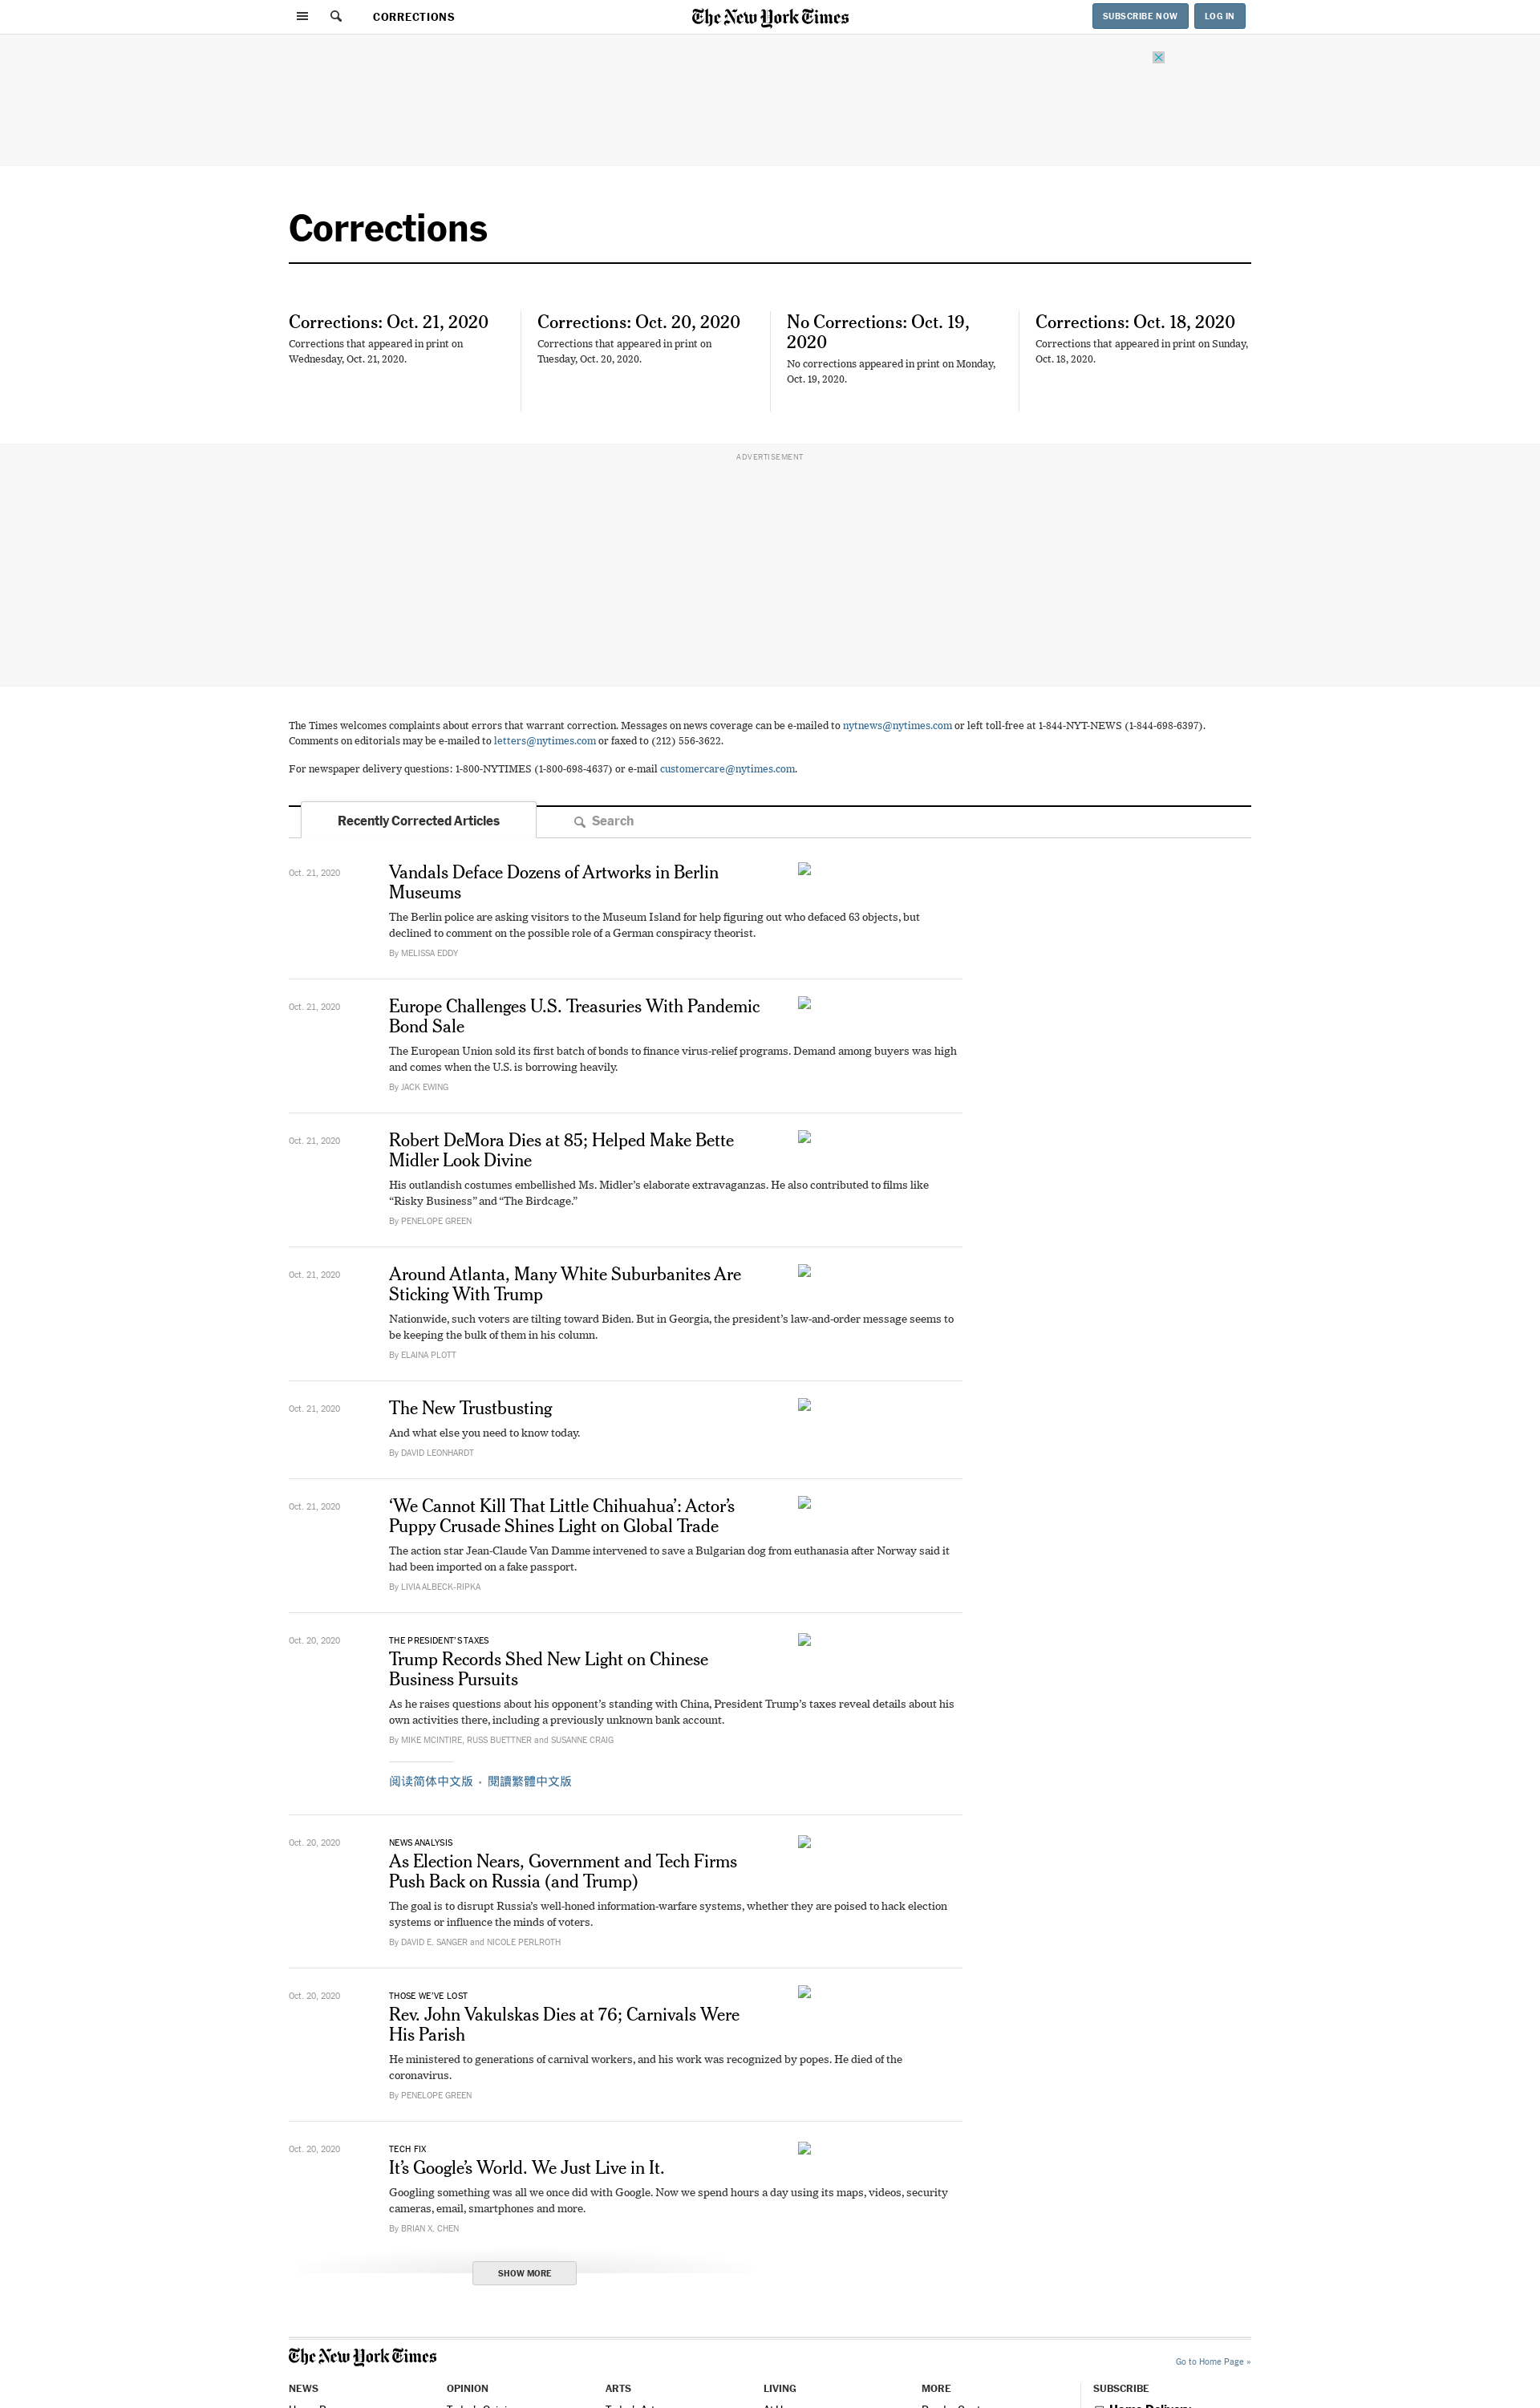 CORRECTIONS
The New York Times
SUBSCRIBE NOW
LOG IN
Corrections
Corrections: Oct. 21, 2020
Corrections that appeared in print on
Wednesday, Oct. 21, 2020.
Corrections: Oct. 20, 2020
Corrections that appeared in print on
Tuesday, Oct. 20, 2020.
No Corrections: Oct. 19,
2020
No corrections appeared in print on Monday,
Oct. 19, 2020.
Corrections: Oct. 18, 2020
Corrections that appeared in print on Sunday,
Oct. 18, 2020.
ADVERTISEMENT
The Times welcomes complaints about errors that warrant correction. Messages on news coverage can be e-mailed to nytnews@nytimes.com or left toll-free at 1-844-NYT-NEWS (1-844-698-6397).
Comments on editorials may be e-mailed to letters@nytimes.com or faxed to (212) 556-3622.
For newspaper delivery questions: 1-800-NYTIMES (1-800-698-4637) or e-mail customercare@nytimes.com.
Recently Corrected Articles
Search
Oct. 21, 2020
Vandals Deface Dozens of Artworks in Berlin
Museums
The Berlin police are asking visitors to the Museum Island for help figuring out who defaced 63 objects, but
declined to comment on the possible role of a German conspiracy theorist.
By MELISSA EDDY
Oct. 21, 2020
Europe Challenges U.S. Treasuries With Pandemic
Bond Sale
The European Union sold its first batch of bonds to finance virus-relief programs. Demand among buyers was high
and comes when the U.S. is borrowing heavily.
By JACK EWING
Oct. 21, 2020
Robert DeMora Dies at 85; Helped Make Bette
Midler Look Divine
His outlandish costumes embellished Ms. Midler’s elaborate extravaganzas. He also contributed to films like
“Risky Business” and “The Birdcage.”
By PENELOPE GREEN
Oct. 21, 2020
Around Atlanta, Many White Suburbanites Are
Sticking With Trump
Nationwide, such voters are tilting toward Biden. But in Georgia, the president’s law-and-order message seems to
be keeping the bulk of them in his column.
By ELAINA PLOTT
Oct. 21, 2020
The New Trustbusting
And what else you need to know today.
By DAVID LEONHARDT
Oct. 21, 2020
‘We Cannot Kill That Little Chihuahua’: Actor’s
Puppy Crusade Shines Light on Global Trade
The action star Jean-Claude Van Damme intervened to save a Bulgarian dog from euthanasia after Norway said it
had been imported on a fake passport.
By LIVIA ALBECK-RIPKA
Oct. 20, 2020
THE PRESIDENT’S TAXES
Trump Records Shed New Light on Chinese
Business Pursuits
As he raises questions about his opponent’s standing with China, President Trump’s taxes reveal details about his
own activities there, including a previously unknown bank account.
By MIKE MCINTIRE, RUSS BUETTNER and SUSANNE CRAIG
阅读简体中文版 • 閱讀繁體中文版
Oct. 20, 2020
NEWS ANALYSIS
As Election Nears, Government and Tech Firms
Push Back on Russia (and Trump)
The goal is to disrupt Russia’s well-honed information-warfare systems, whether they are poised to hack election
systems or influence the minds of voters.
By DAVID E. SANGER and NICOLE PERLROTH
Oct. 20, 2020
THOSE WE’VE LOST
Rev. John Vakulskas Dies at 76; Carnivals Were
His Parish
He ministered to generations of carnival workers, and his work was recognized by popes. He died of the
coronavirus.
By PENELOPE GREEN
Oct. 20, 2020
TECH FIX
It’s Google’s World. We Just Live in It.
Googling something was all we once did with Google. Now we spend hours a day using its maps, videos, security
cameras, email, smartphones and more.
By BRIAN X. CHEN
SHOW MORE
The New York Times
Go to Home Page »
NEWS
OPINION
ARTS
LIVING
MORE
SUBSCRIBE